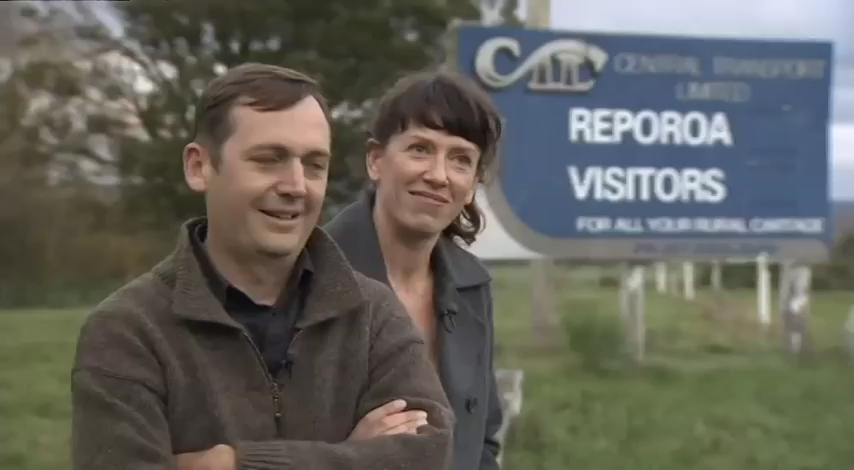 CENTRAL TRANSPORT
LIMITED
REPOROA
VISITORS
FOR ALL YOUR RURAL CARTAGE